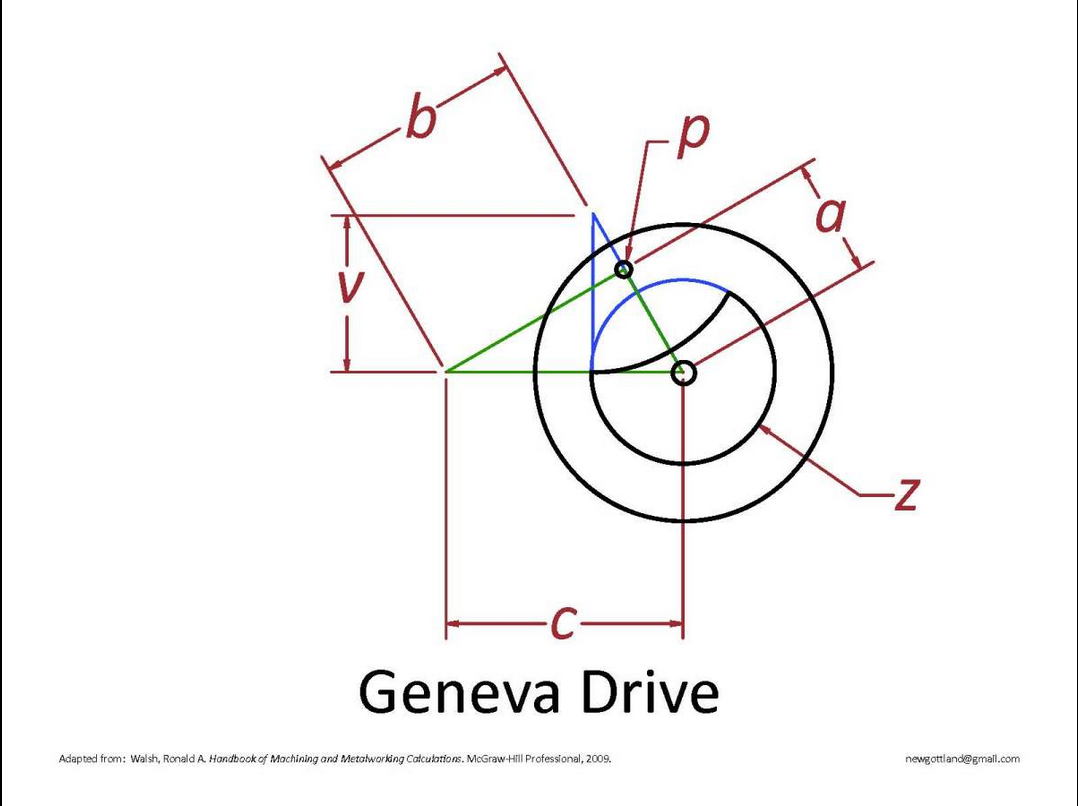 b
p
a
v
z
c
Geneva Drive
Adapted from: Walsh, Ronald A. Handbook of Machining and Metalworking Calculations. McGraw-Hill Professional, 2009.
newgottland@gmail.com